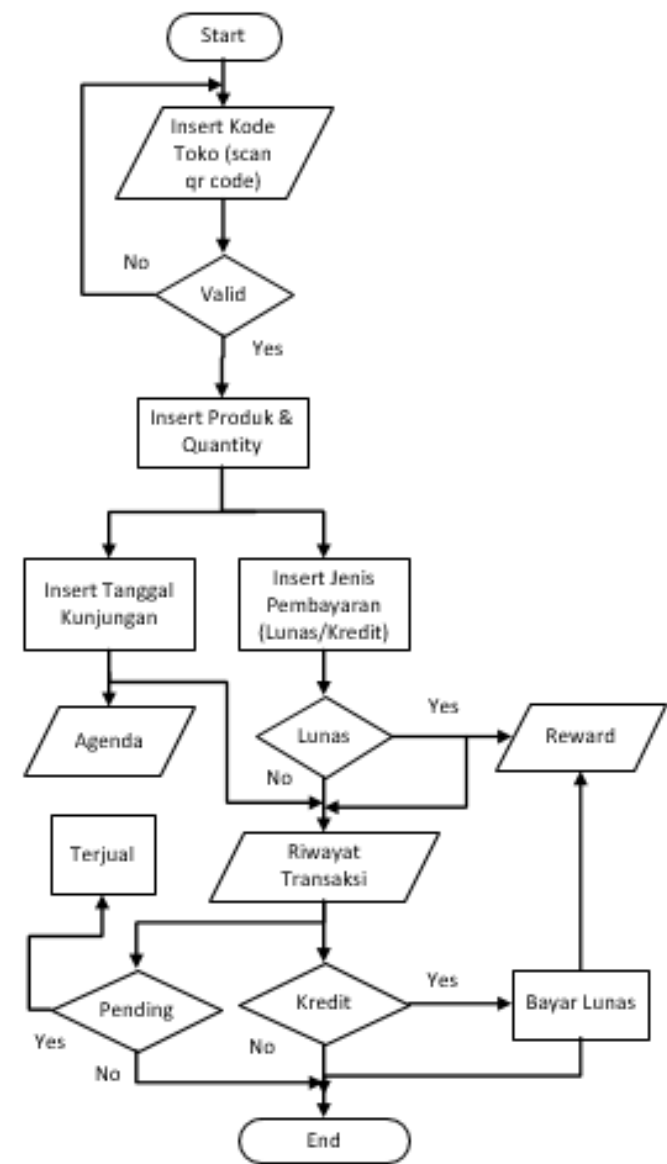 Start
Insert Kode
Toko (scan
qr code)
No
Valid
Yes
Insert Produk &
Quantity
Insert Tanggal
Kunjungan
Insert Jenis
Pembayaran
(Lunas/Kredit)
Agenda
Lunas
Yes
Reward
No
Terjual
Riwayat
Transaksi
Pending
Yes
No
Kredit
Yes
No
Bayar Lunas
End